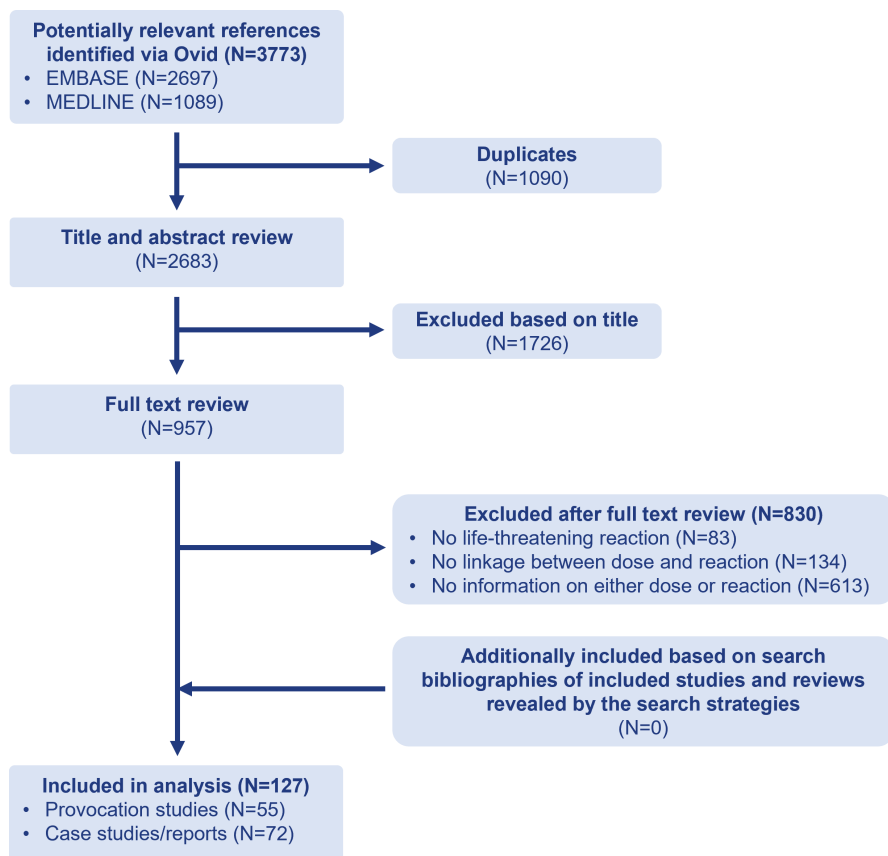 Potentially relevant references
identified via Ovid (N=3773)
• EMBASE (N=2697)
• MEDLINE (N=1089)
Duplicates
(N=1090)
Title and abstract review
(N=2683)
Excluded based on title
(N=1726)
Full text review
(N=957)
Excluded after full text review (N=830)
• No life-threatening reaction (N=83)
• No linkage between dose and reaction (N=134)
• No information on either dose or reaction (N=613)
Additionally included based on search
bibliographies of included studies and reviews
revealed by the search strategies
(N=0)
Included in analysis (N=127)
• Provocation studies (N=55)
• Case studies/reports (N=72)